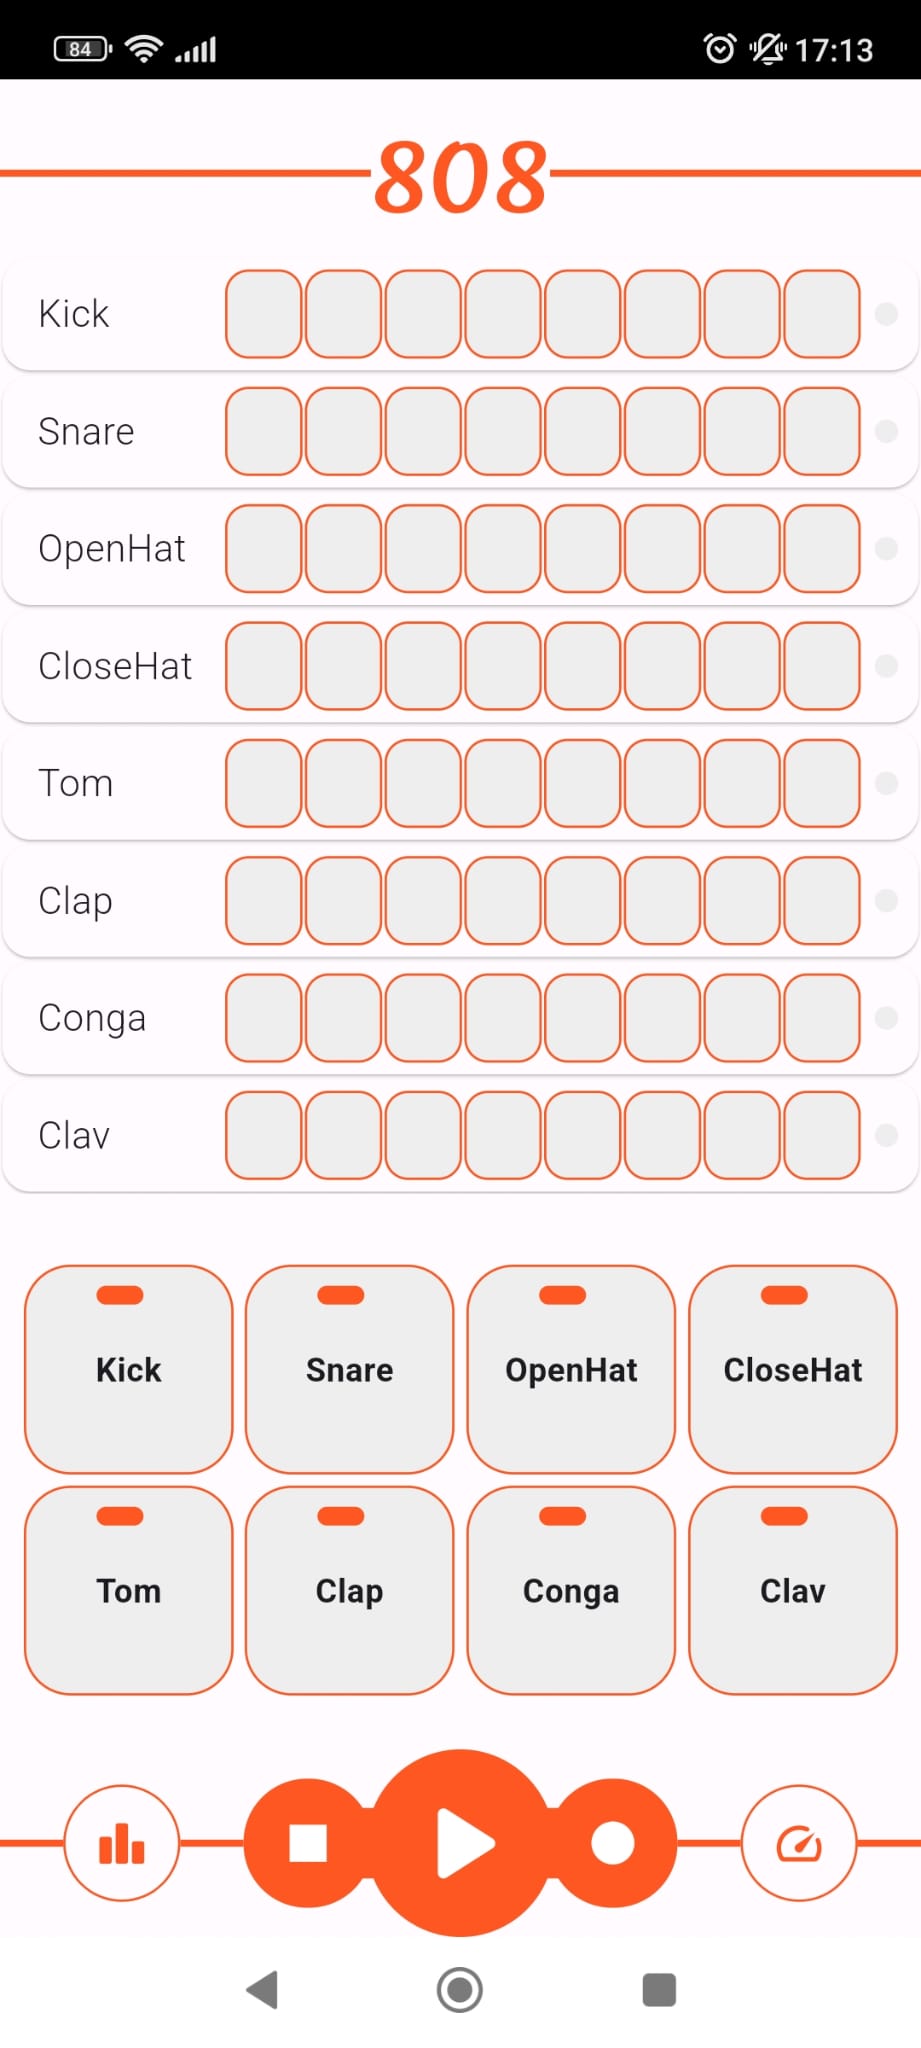 84 17:13
808
Kick
Snare
OpenHat
CloseHat
Tom
Clap
Conga
Clav
Kick Snare OpenHat CloseHat
Tom Clap Conga Clav